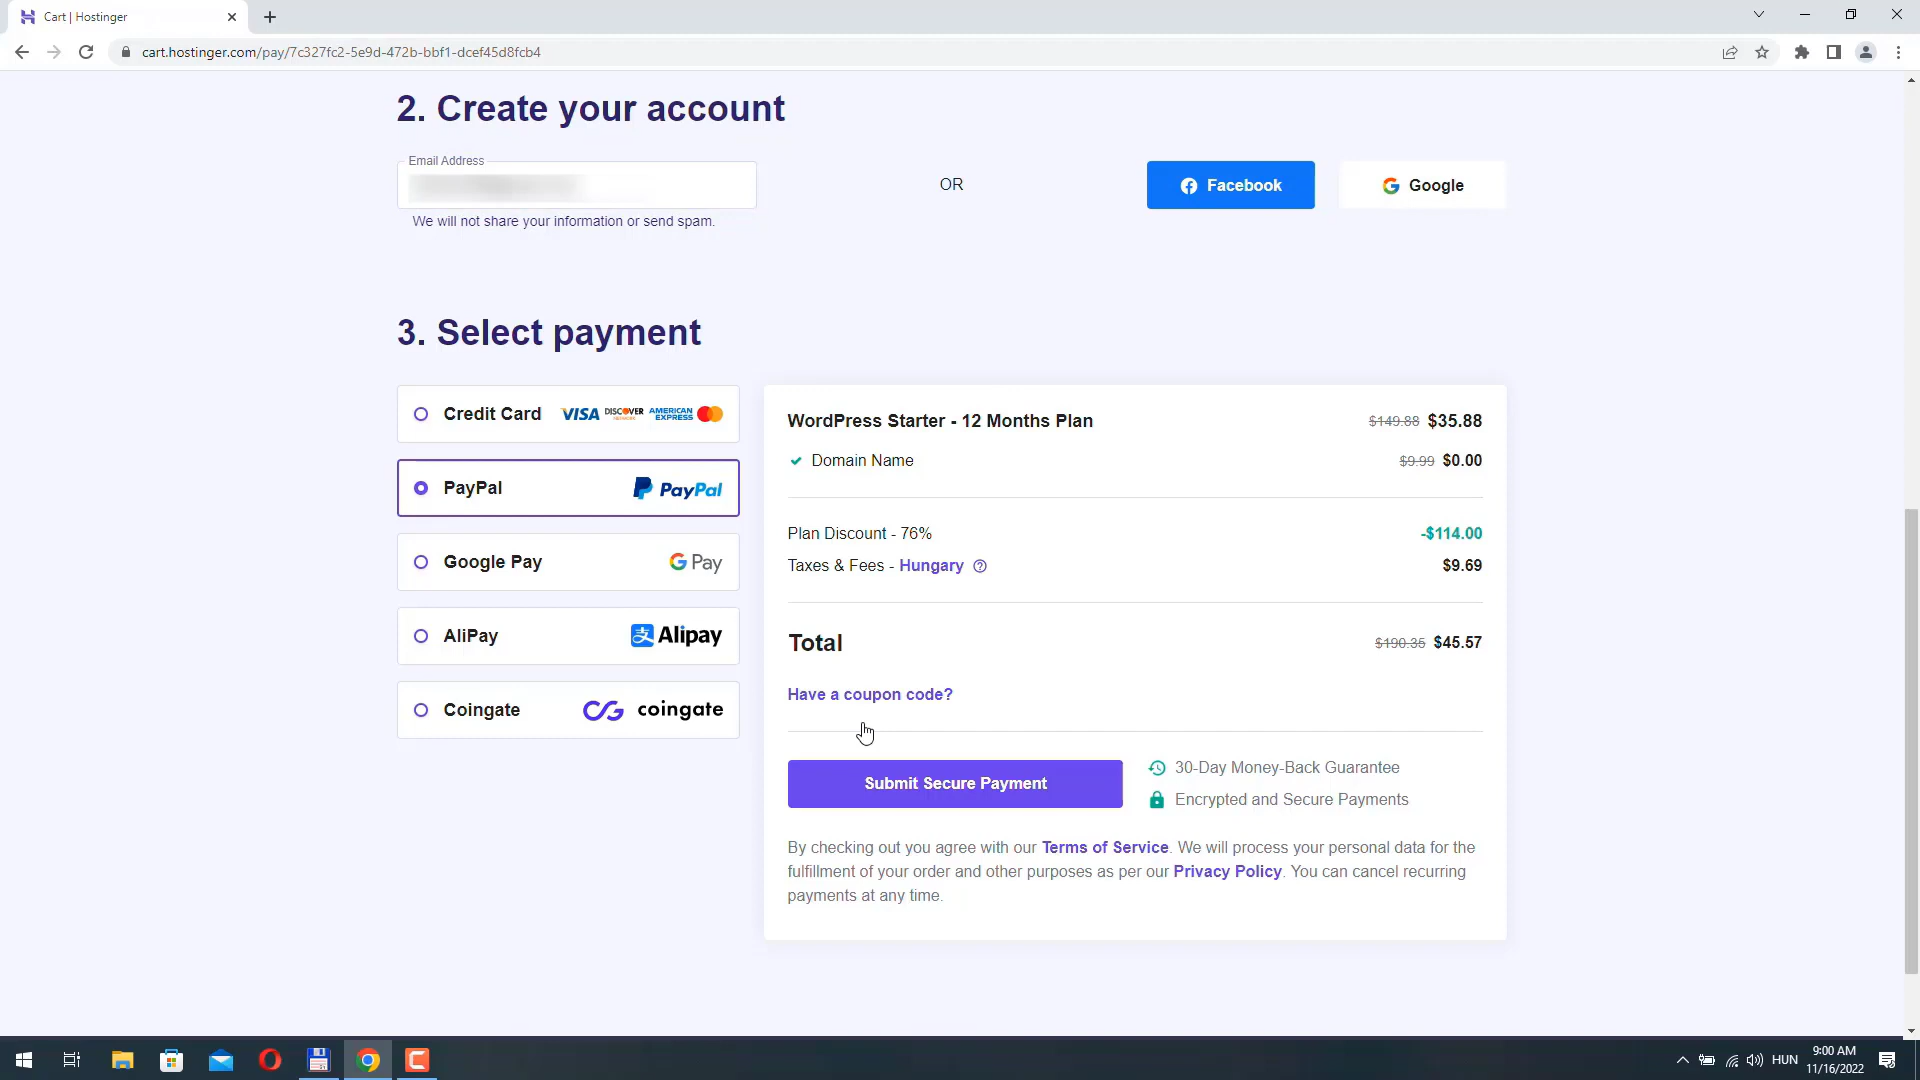 Cart | Hostinger
cart.hostinger.com/pay/7c327fc2-5e9d-472b-bbf1-dcef45d8fcb4
2. Create your account
Email Address
OR
Facebook
Google
We will not share your information or send spam.
3. Select payment
Credit Card VISA DISCOVER AMERICAN EXPRESS
PayPal PayPal
Google Pay G Pay
AliPay 支 Alipay
Coingate coingate
WordPress Starter - 12 Months Plan $149.88 $35.88
Domain Name $9.99 $0.00
Plan Discount - 76% -$114.00
Taxes & Fees - Hungary $9.69
Total $190.35 $45.57
Have a coupon code?
Submit Secure Payment
30-Day Money-Back Guarantee
Encrypted and Secure Payments
By checking out you agree with our Terms of Service. We will process your personal data for the
fulfillment of your order and other purposes as per our Privacy Policy. You can cancel recurring
payments at any time.
HUN
9:00 AM
11/16/2022